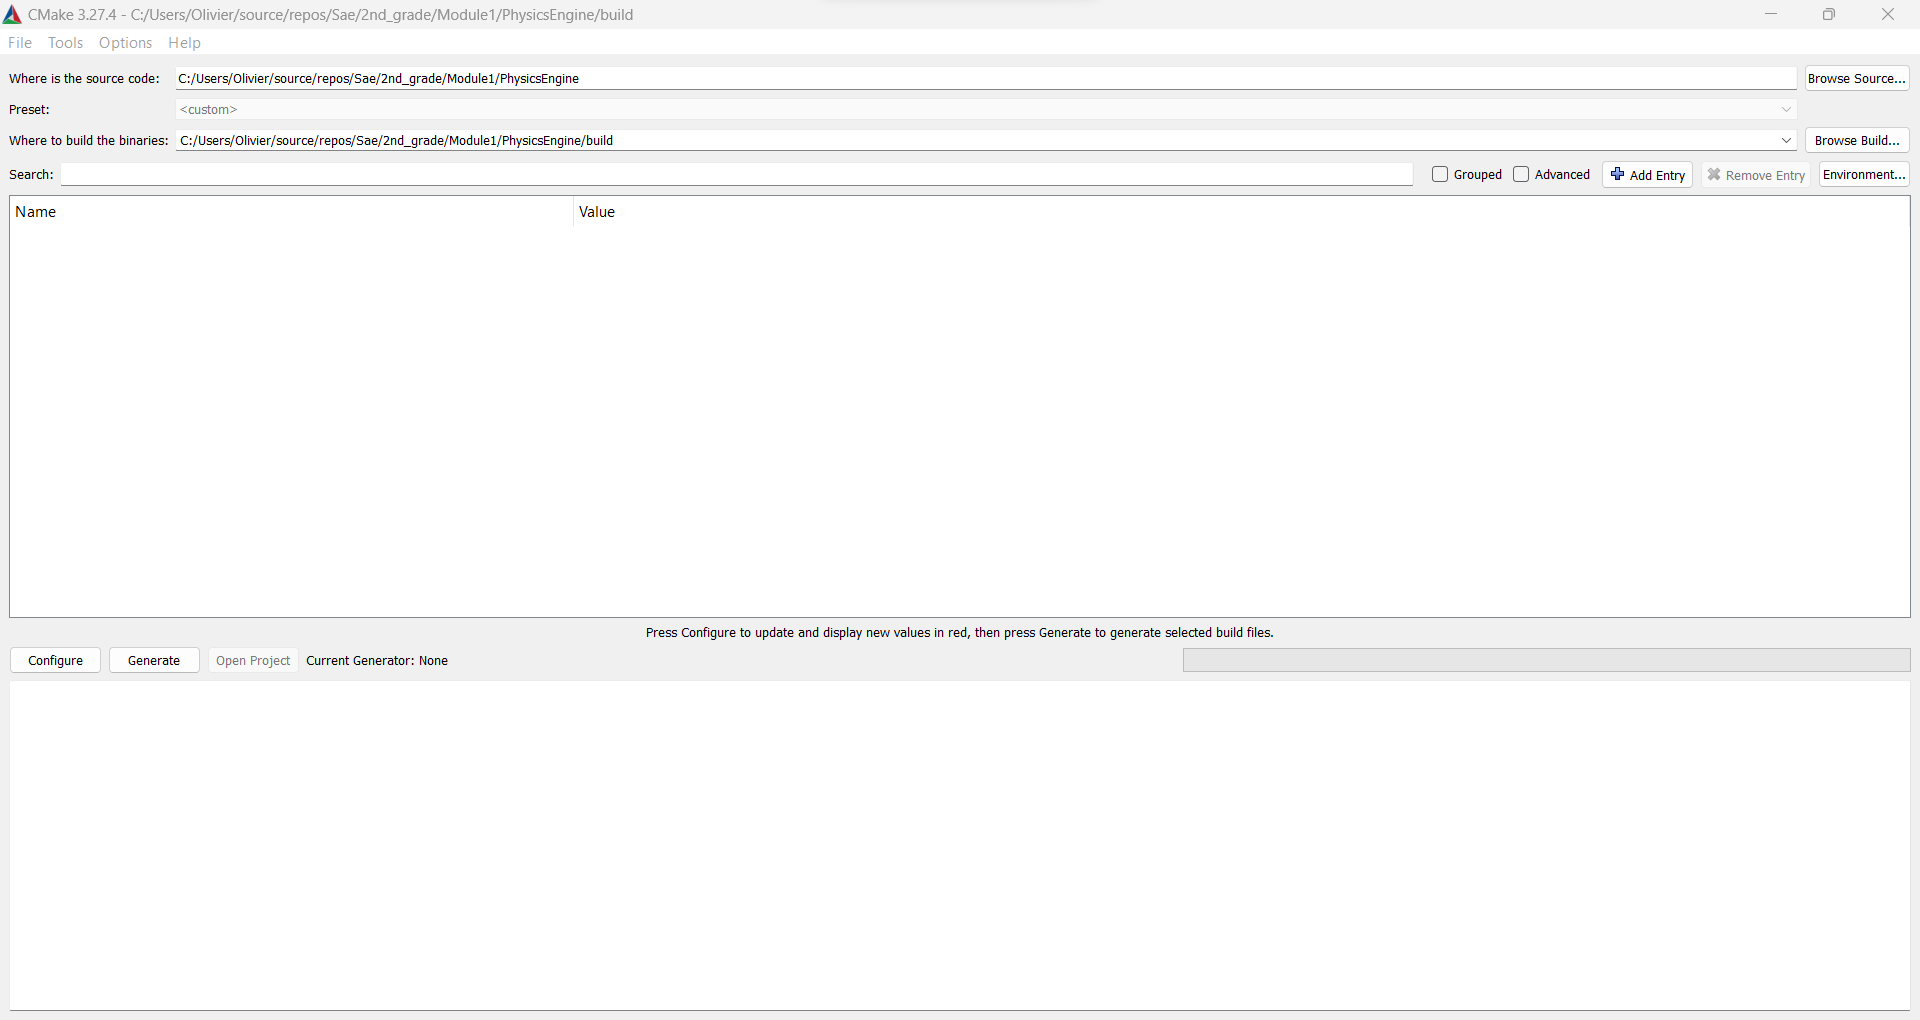 CMake 3.27.4 - C:/Users/Olivier/source/repos/Sae/2nd_grade/Module1/PhysicsEngine/build
File Tools Options Help
Where is the source code: C:/Users/Olivier/source/repos/Sae/2nd_grade/Module1/PhysicsEngine Browse Source...
Preset: <custom>
Where to build the binaries: C:/Users/Olivier/source/repos/Sae/2nd_grade/Module1/PhysicsEngine/build Browse Build...
Search: Grouped Advanced Add Entry Remove Entry Environment...
Name Value
Press Configure to update and display new values in red, then press Generate to generate selected build files.
Configure Generate Open Project Current Generator: None